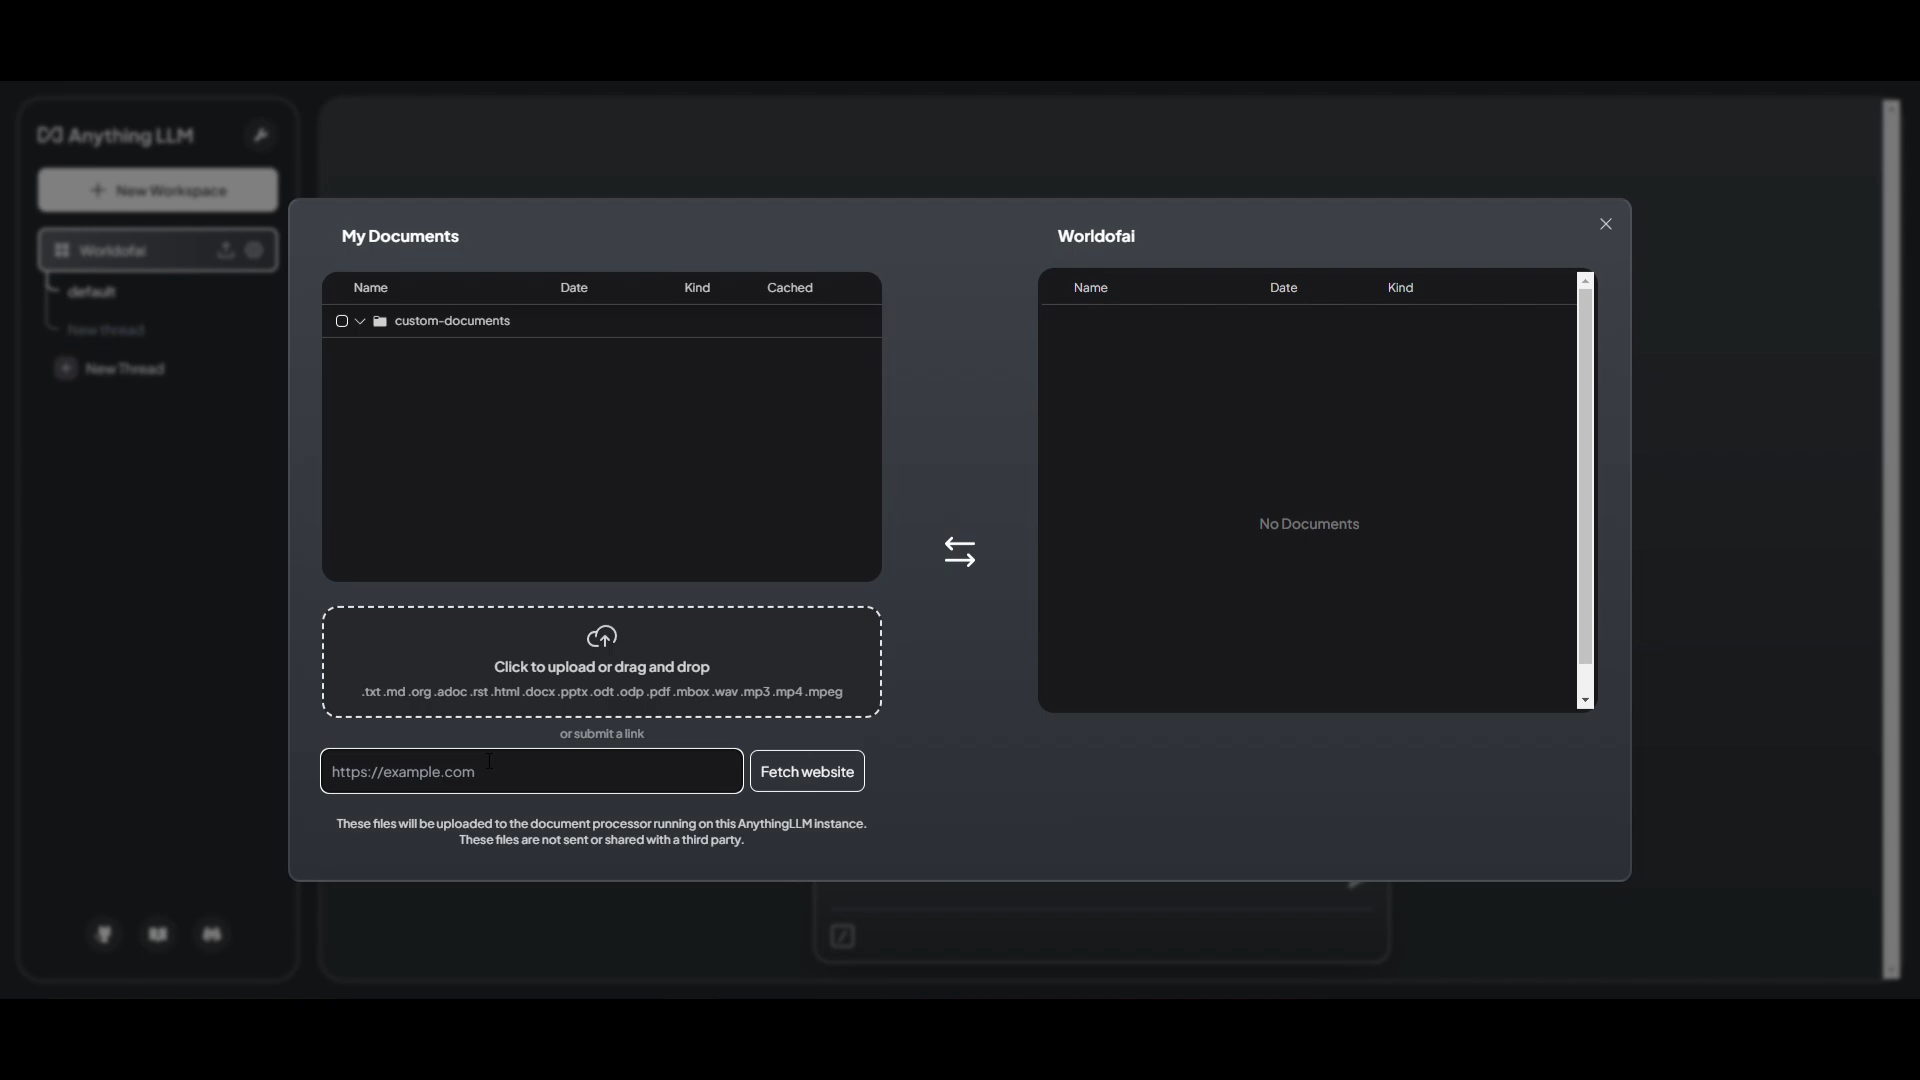 Anything LLM
New Workspace
Worldofai
default
New thread
New Thread
My Documents
Name Date Kind Cached
custom-documents
Click to upload or drag and drop
.txt .md .org .adoc .rst .html .docx .pptx .odt .odp .pdf .mbox .wav .mp3 .mp4 .mpeg
or submit a link
https://example.com
Fetch website
These files will be uploaded to the document processor running on this AnythingLLM instance.
These files are not sent or shared with a third party.
Worldofai
Name Date Kind
No Documents